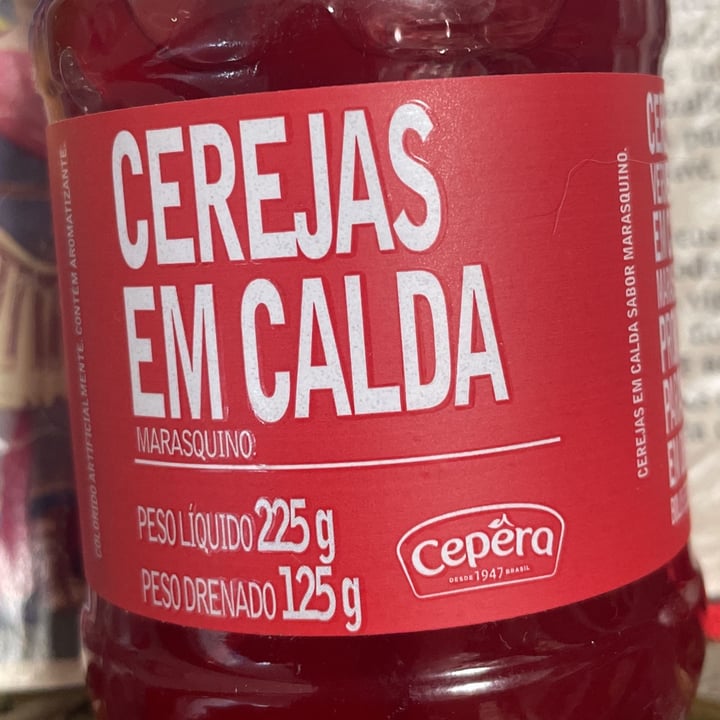 COLORIDO ARTIFICIALMENTE. CONTÉM AROMATIZANTE.
CEREJAS
EM CALDA
MARASQUINO
PESO LÍQUIDO 225 g
PESO DRENADO 125 g
Cepêra
DESDE 1947 BRASIL
CEREJAS EM CALDA SABOR MARASQUINO.